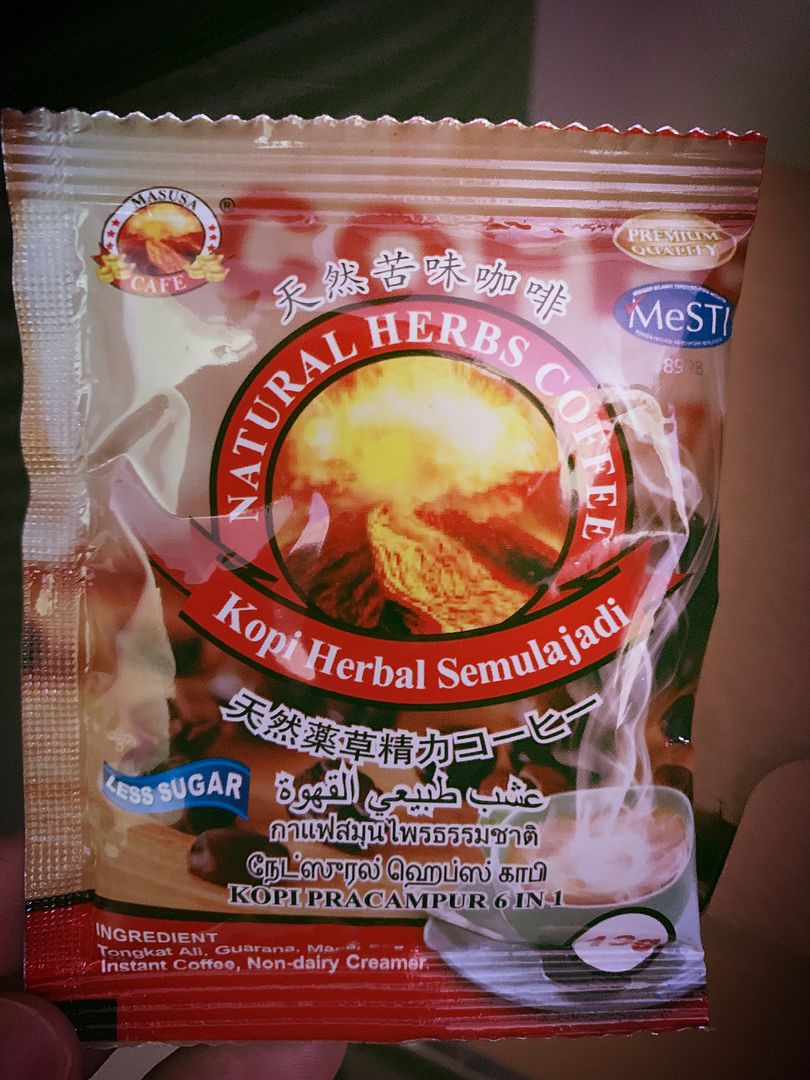 MASUSA
CAFE
®
PREMIUM
QUALITY
MeSTI
天然苦味咖啡
NATURAL HERBS COFFEE
Kopi Herbal Semulajadi
天然薬草精力コーヒー
LESS SUGAR
عشب طبيعي القهوة
กาแฟสมุนไพรธรรมชาติ
நேட்ஸுரல் ஹெப்ஸ் காபி
KOPI PRACAMPUR 6 IN 1
INGREDIENT
Tongkat Ali, Guarana,
Instant Coffee, Non-dairy Creamer